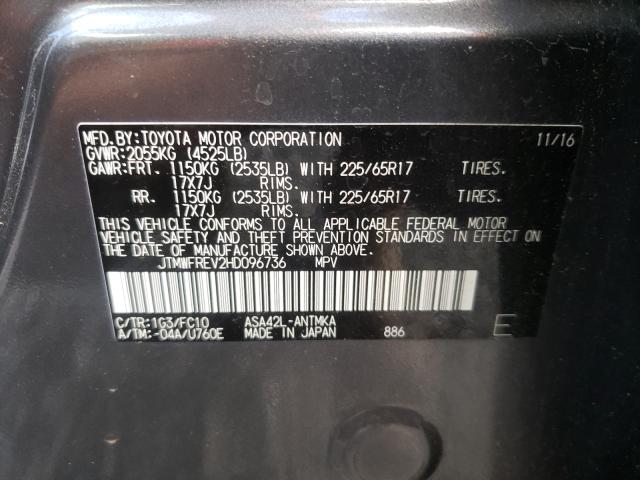 MFD.BY:TOYOTA MOTOR CORPORATION 11/16
GVWR:2055KG (4525LB)
GAWR:FRT. 1150KG (2535LB) WITH 225/65R17 TIRES.
17X7J RIMS.
RR. 1150KG (2535LB) WITH 225/65R17 TIRES.
17X7J RIMS.
THIS VEHICLE CONFORMS TO ALL APPLICABLE FEDERAL MOTOR
VEHICLE SAFETY AND THEFT PREVENTION STANDARDS IN EFFECT ON
THE DATE OF MANUFACTURE SHOWN ABOVE.
JTMWFREV2HD096736 MPV
C/TR:1G3/FC10 ASA42L-ANTMKA
A/TM:-04A/U760E MADE IN JAPAN 886 E